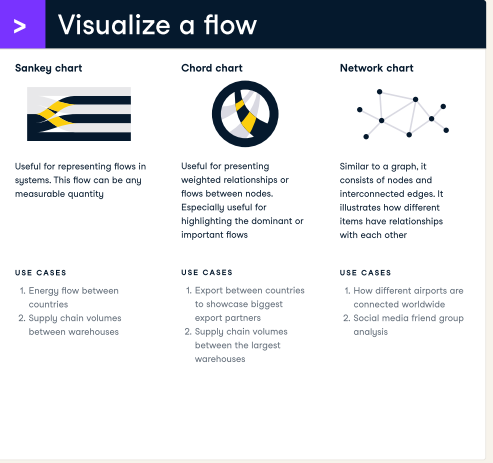 > Visualize a flow
Sankey chart
Useful for representing flows in
systems. This flow can be any
measurable quantity
USE CASES
1. Energy flow between
countries
2. Supply chain volumes
between warehouses
Chord chart
Useful for presenting
weighted relationships or
flows between nodes.
Especially useful for
highlighting the dominant or
important flows
USE CASES
1. Export between countries
to showcase biggest
export partners
2. Supply chain volumes
between the largest
warehouses
Network chart
Similar to a graph, it
consists of nodes and
interconnected edges. It
illustrates how different
items have relationships
with each other
USE CASES
1. How different airports are
connected worldwide
2. Social media friend group
analysis